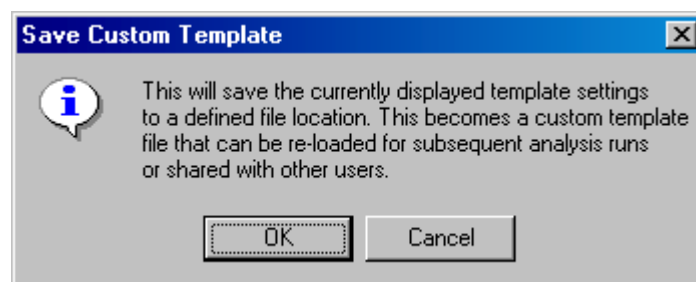 Save Custom Template
This will save the currently displayed template settings
to a defined file location. This becomes a custom template
file that can be re-loaded for subsequent analysis runs
or shared with other users.
OK
Cancel